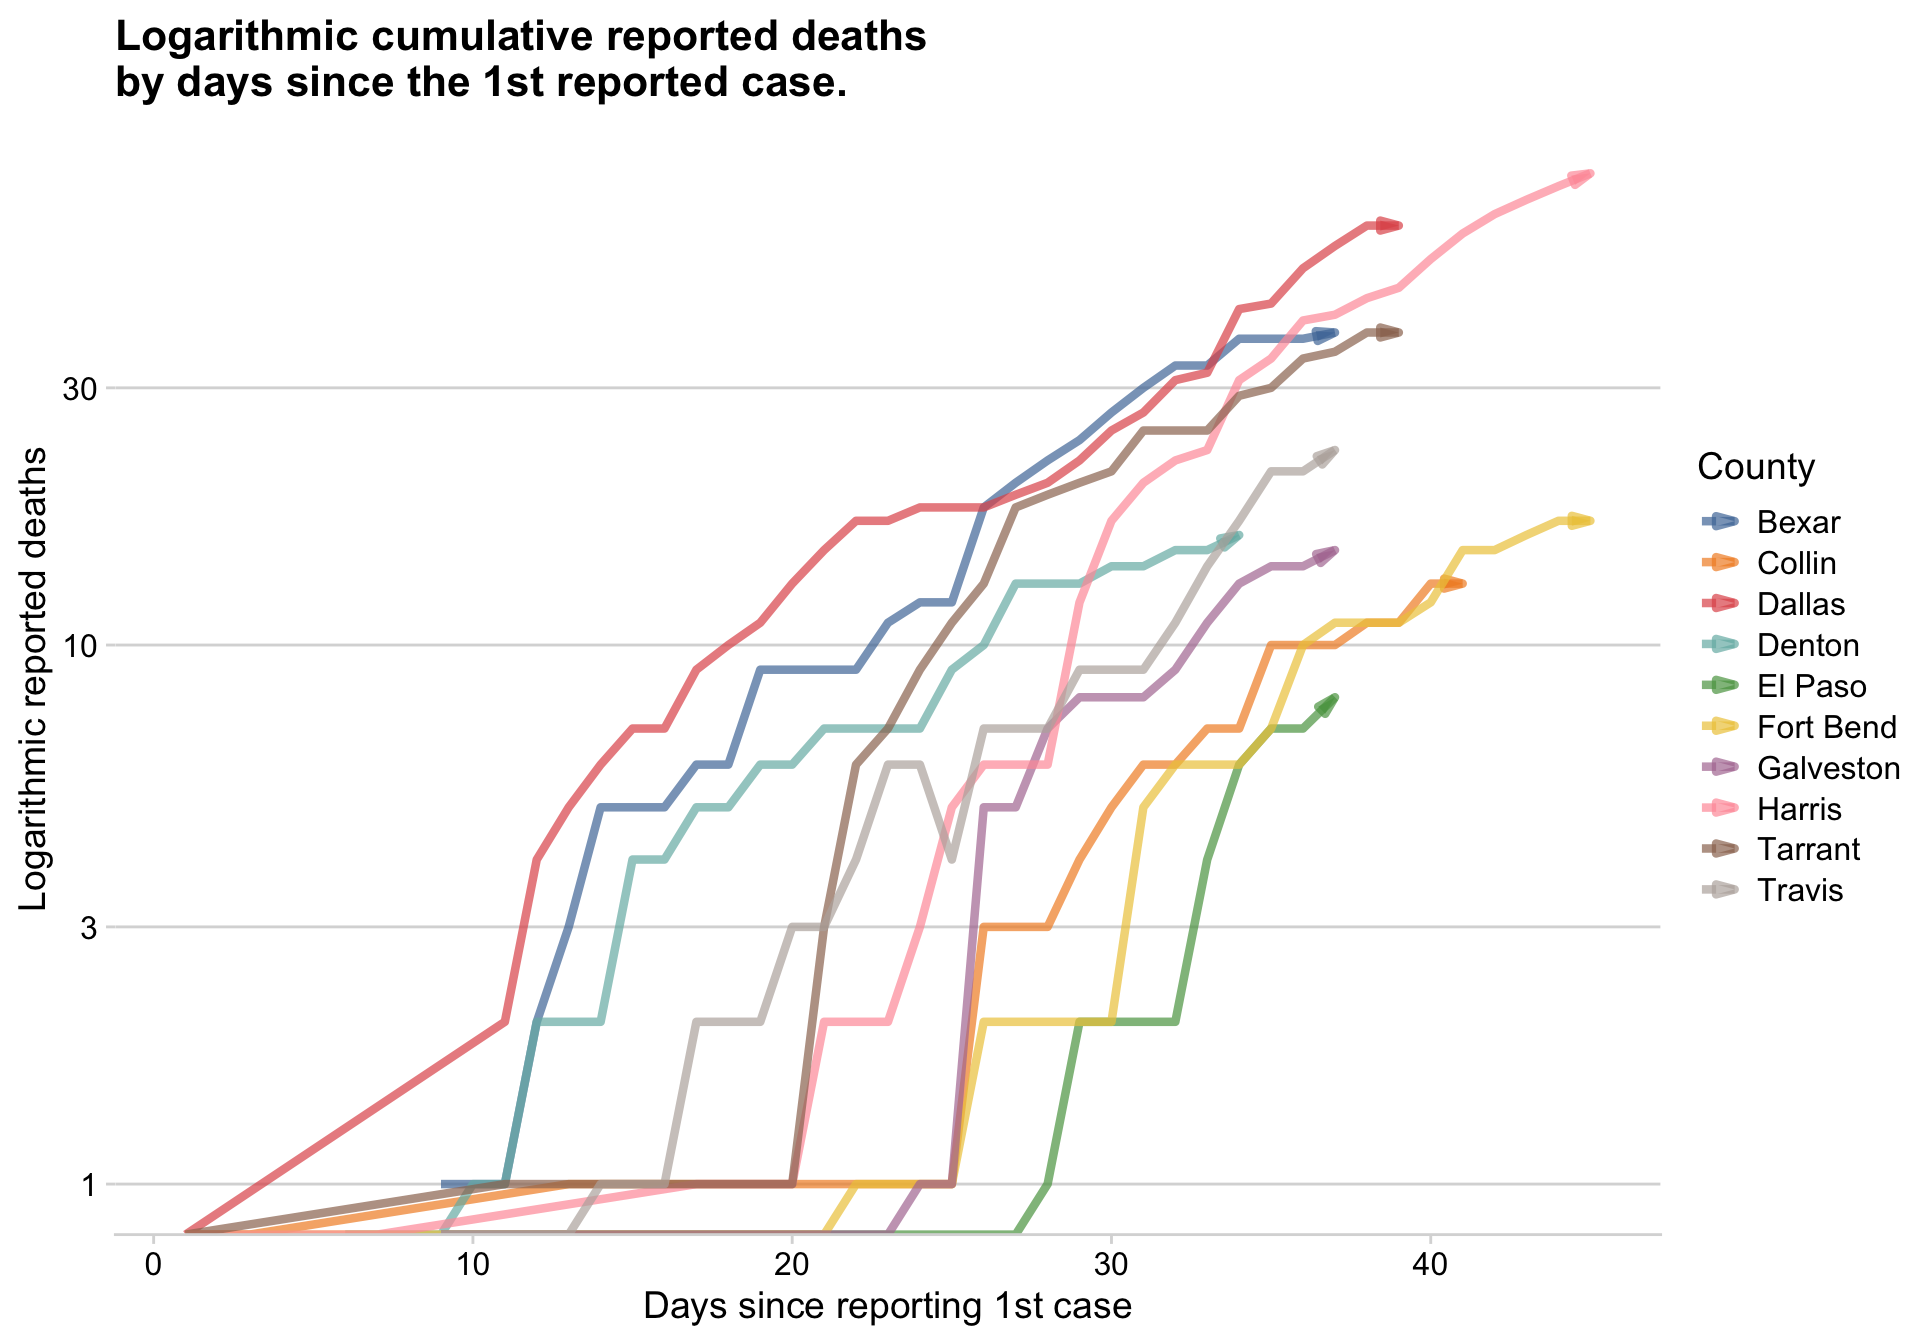 Logarithmic cumulative reported deaths
by days since the 1st reported case.
Logarithmic reported deaths
30
10
3
1
0 10 20 30 40
Days since reporting 1st case
County
Bexar
Collin
Dallas
Denton
El Paso
Fort Bend
Galveston
Harris
Tarrant
Travis